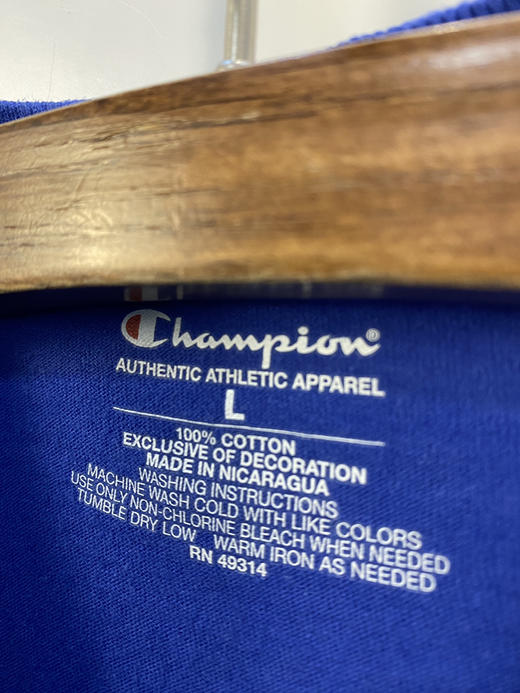 Champion®
AUTHENTIC ATHLETIC APPAREL
L
100% COTTON
EXCLUSIVE OF DECORATION
MADE IN NICARAGUA
WASHING INSTRUCTIONS
MACHINE WASH COLD WITH LIKE COLORS
USE ONLY NON-CHLORINE BLEACH WHEN NEEDED
TUMBLE DRY LOW WARM IRON AS NEEDED
RN 49314